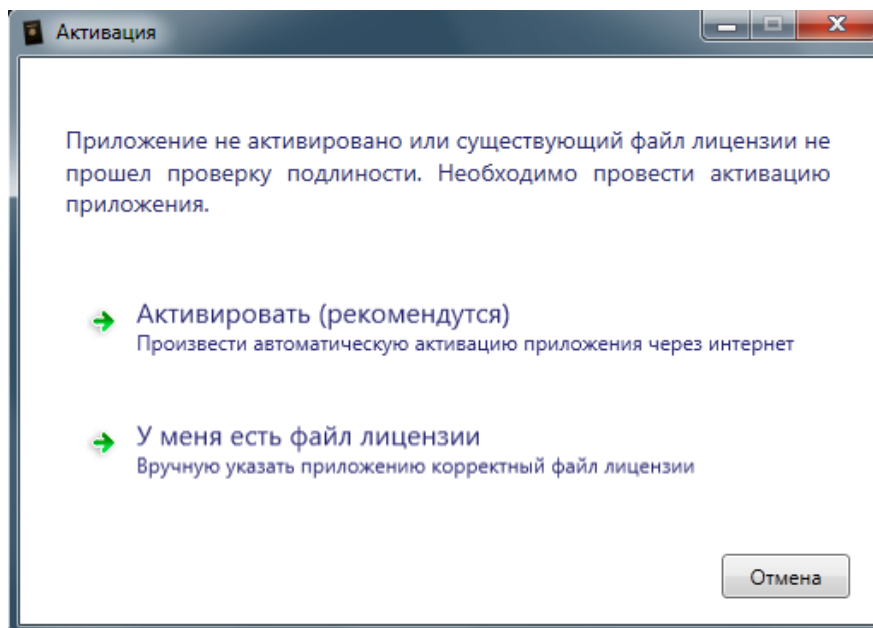 Активация
Приложение не активировано или существующий файл лицензии не
прошел проверку подлиности. Необходимо провести активацию
приложения.
Активировать (рекомендутся)
Произвести автоматическую активацию приложения через интернет
У меня есть файл лицензии
Вручную указать приложению корректный файл лицензии
Отмена